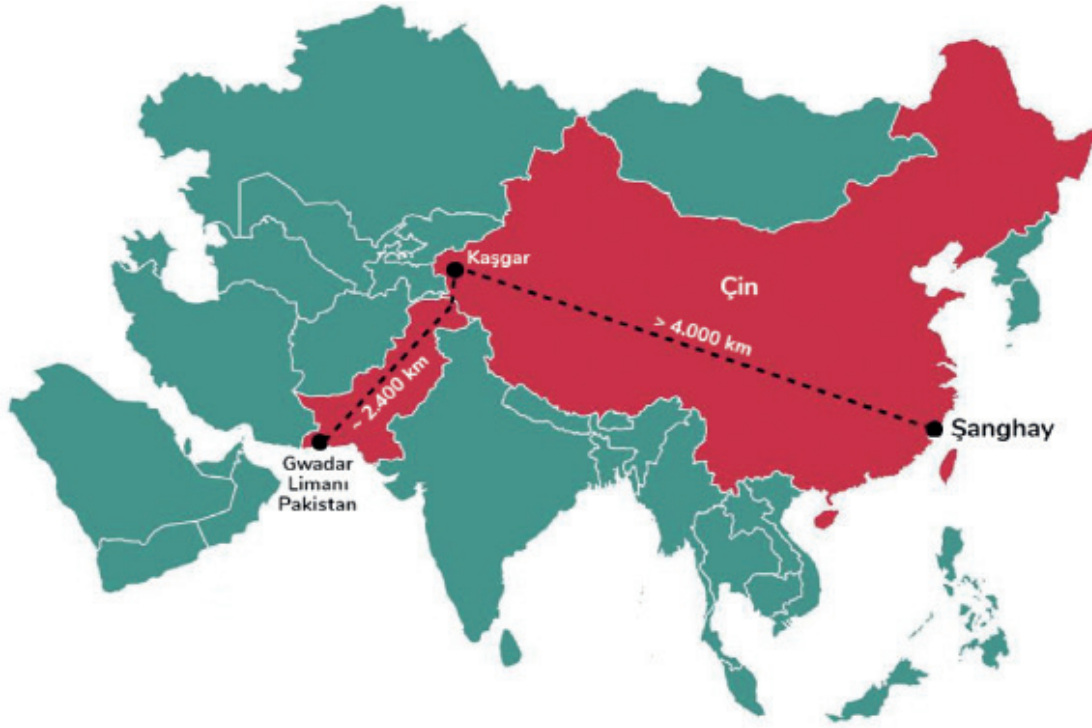 Kaşgar
Çin
> 4.000 km
~ 2.400 km
Şanghay
Gwadar
Limanı
Pakistan